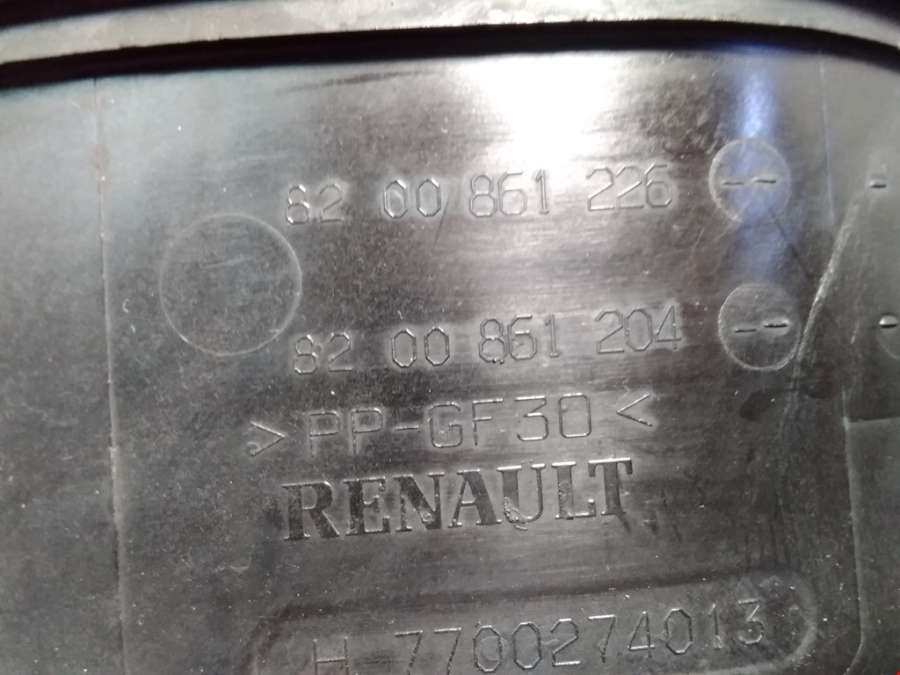 82 00 861 226
82 00 861 204
>PP-GF30<
RENAULT
H 7700274013